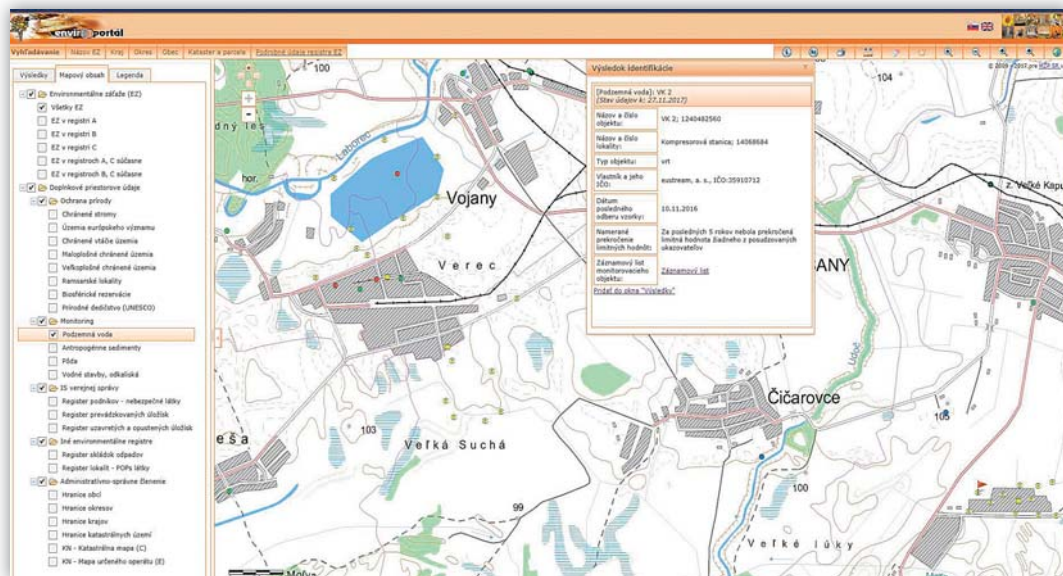 enviroportál
Vyhľadávanie Názov EZ Kraj Okres Obec Kataster a parcela Podrobné údaje registra EZ
Výsledky Mapový obsah Legenda
Environmentálne záťaže (EZ)
Všetky EZ
EZ v registri A
EZ v registri B
EZ v registri C
EZ v registroch A, C súčasne
EZ v registroch B, C súčasne
Doplnkové priestorove údaje
Ochrana prírody
Chránené stromy
Územia európskeho významu
Chránené vtáčie územia
Maloplošné chránené územia
Veľkoplošné chránené územia
Ramsarské lokality
Biosférické rezervácie
Prírodné dedičstvo (UNESCO)
Monitoring
Podzemná voda
Antropogénne sedimenty
Pôda
Vodné stavby, odkaliská
IS verejnej správy
Register podnikov - nebezpečné látky
Register prevádzkovaných úložísk
Register uzavretých a opustených úložísk
Iné environmentálne registre
Register skládok odpadov
Register lokalít - POPs látky
Administratívno-správne členenie
Hranice obcí
Hranice okresov
Hranice krajov
Hranice katastrálnych území
KN - Katastrálna mapa (C)
KN - Mapa určeného operátu (E)
Výsledok identifikácie
[Podzemná voda]: VK 2
(Stav údajov k: 27.11.2017)
Názov a číslo objektu: VK 2; 1240482560
Názov a číslo lokality: Kompresorová stanica; 14068684
Typ objektu: vrt
Vlastník a jeho IČO: eustream, a. s., IČO:35910712
Dátum posledného odberu vzorky: 10.11.2016
Namerané prekročenie limitných hodnôt: Za posledných 5 rokov nebola prekročená limitná hodnota žiadneho z posudzovaných ukazovateľov
Záznamový list monitorovacieho objektu: Záznamový list
Pridať do okna "Výsledky"
100
104
Laborec
hor.
Vojany
z. Veľké Kapu
Verec
ANY
Udoč
Čičarovce
105
103
eša
Veľká Suchá
99
100
Veľké lúky